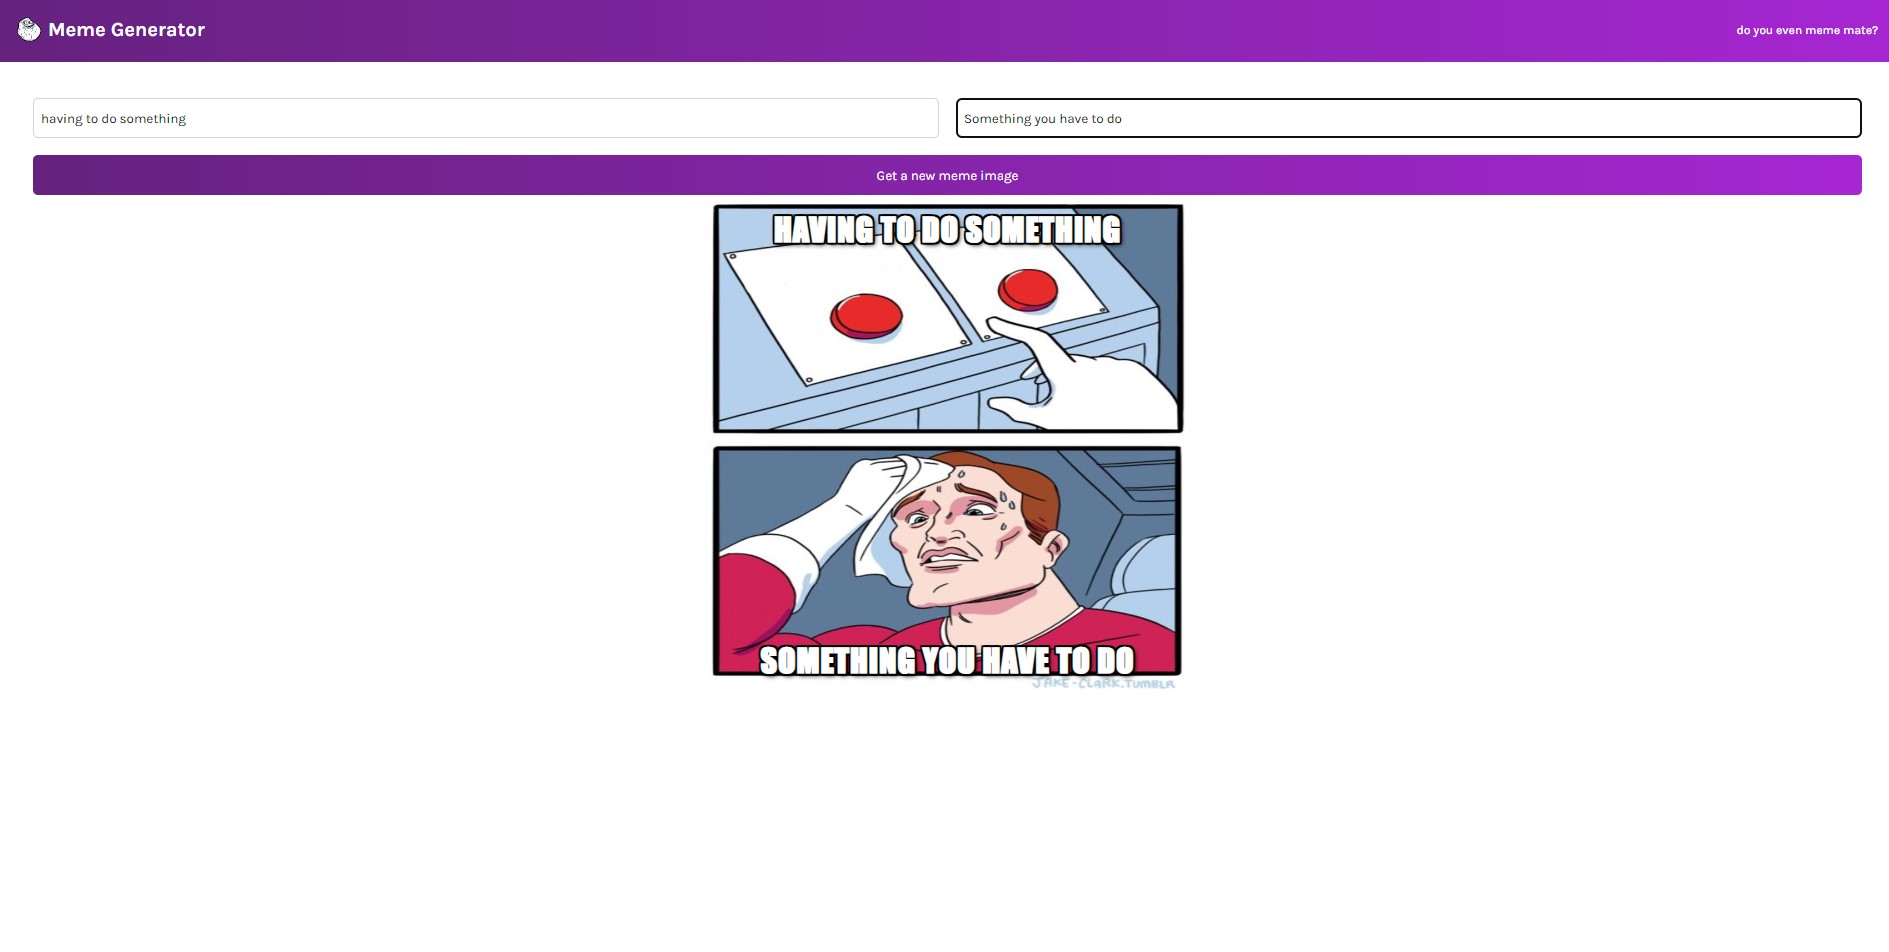 Meme Generator
do you even meme mate?
having to do something
Something you have to do
Get a new meme image
HAVING TO DO SOMETHING
SOMETHING YOU HAVE TO DO
JAKE-CLARK.TUMBLR